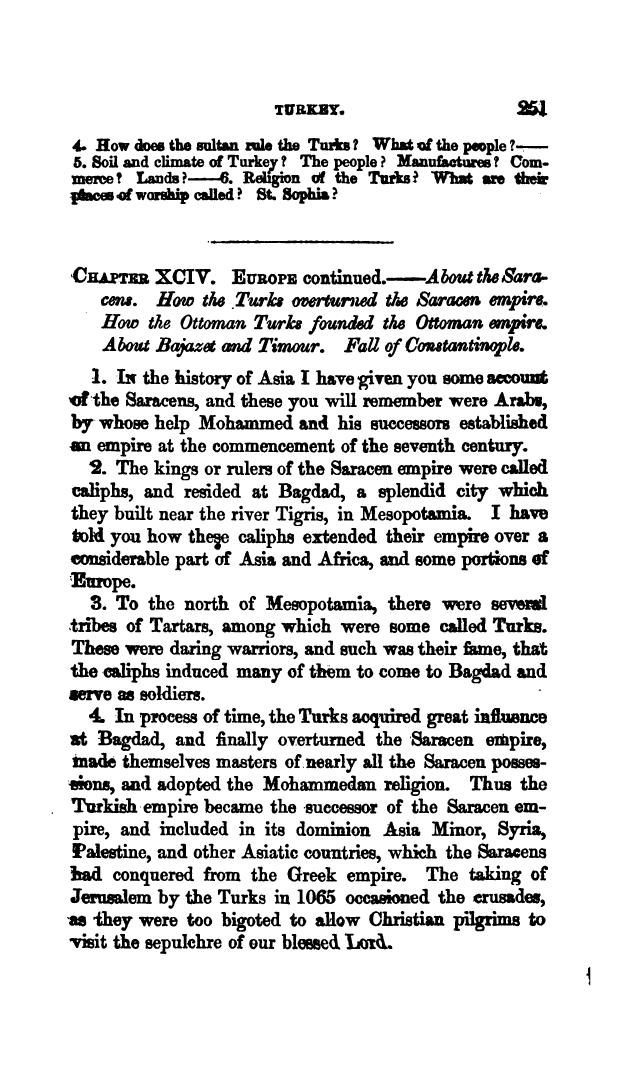 TURKEY. 251
4. How does the sultan rule the Turks? What of the people?——
5. Soil and climate of Turkey? The people? Manufactures? Com-
merce? Lands?——6. Religion of the Turks? What are their
places of worship called? St. Sophia?
CHAPTER XCIV. EUROPE continued.——About the Sara-
cens. How the Turks overturned the Saracen empire.
How the Ottoman Turks founded the Ottoman empire.
About Bajazet and Timour. Fall of Constantinople.
1. IN the history of Asia I have given you some account
of the Saracens, and these you will remember were Arabs,
by whose help Mohammed and his successors established
an empire at the commencement of the seventh century.
2. The kings or rulers of the Saracen empire were called
caliphs, and resided at Bagdad, a splendid city which
they built near the river Tigris, in Mesopotamia. I have
told you how these caliphs extended their empire over a
considerable part of Asia and Africa, and some portions of
Europe.
3. To the north of Mesopotamia, there were several
tribes of Tartars, among which were some called Turks.
These were daring warriors, and such was their fame, that
the caliphs induced many of them to come to Bagdad and
serve as soldiers.
4. In process of time, the Turks acquired great influence
at Bagdad, and finally overturned the Saracen empire,
made themselves masters of nearly all the Saracen posses-
sions, and adopted the Mohammedan religion. Thus the
Turkish empire became the successor of the Saracen em-
pire, and included in its dominion Asia Minor, Syria,
Palestine, and other Asiatic countries, which the Saracens
had conquered from the Greek empire. The taking of
Jerusalem by the Turks in 1065 occasioned the crusades,
as they were too bigoted to allow Christian pilgrims to
visit the sepulchre of our blessed Lord.